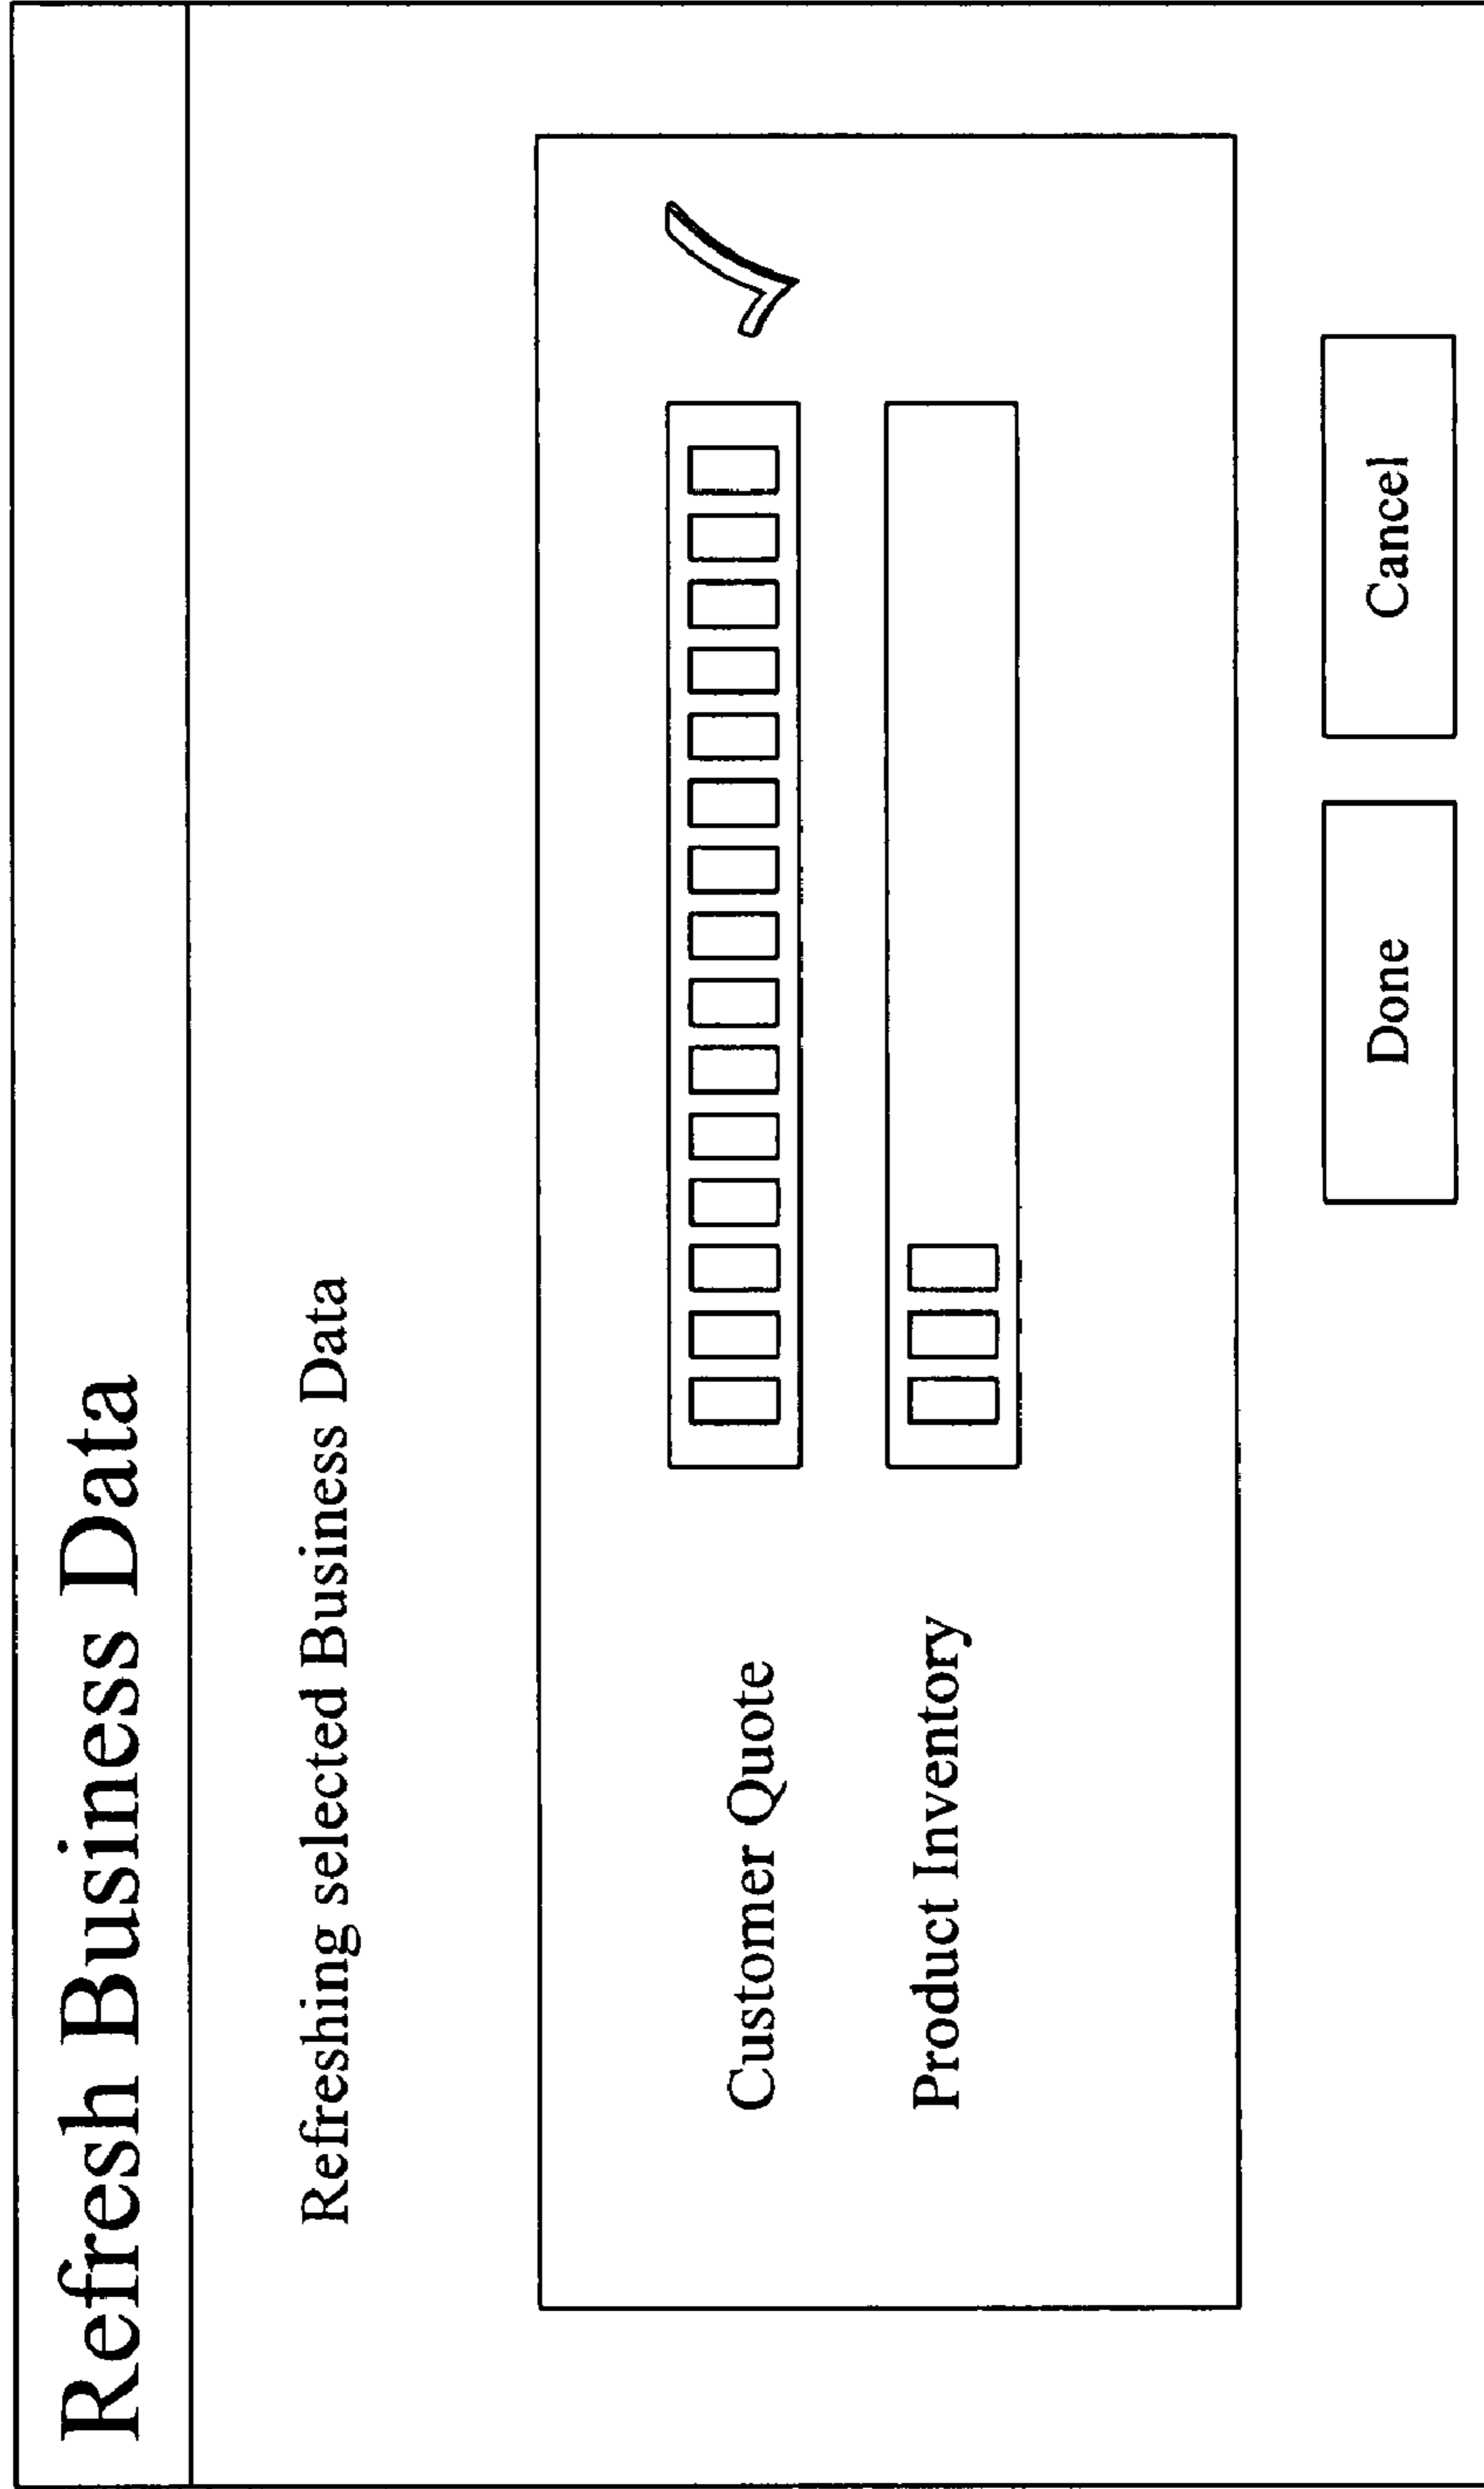 Refresh Business Data
Refreshing selected Business Data
Customer Quote
Product Inventory
Done
Cancel